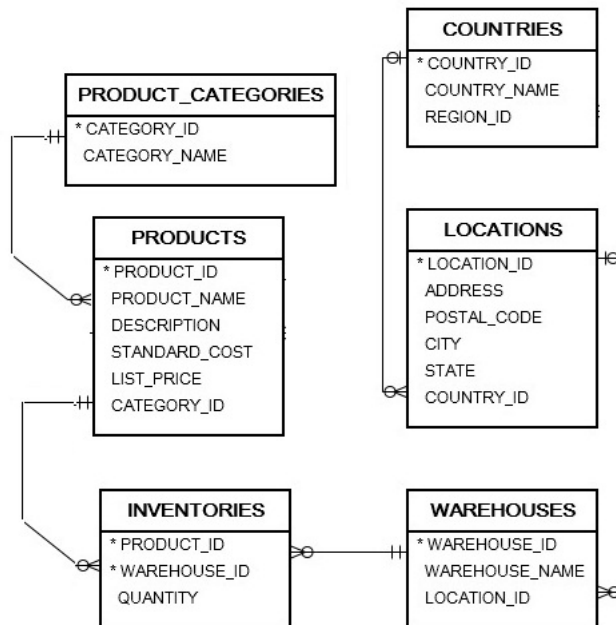 COUNTRIES
* COUNTRY_ID
COUNTRY_NAME
REGION_ID
PRODUCT_CATEGORIES
* CATEGORY_ID
CATEGORY_NAME
PRODUCTS
* PRODUCT_ID
PRODUCT_NAME
DESCRIPTION
STANDARD_COST
LIST_PRICE
CATEGORY_ID
LOCATIONS
* LOCATION_ID
ADDRESS
POSTAL_CODE
CITY
STATE
COUNTRY_ID
INVENTORIES
* PRODUCT_ID
* WAREHOUSE_ID
QUANTITY
WAREHOUSES
* WAREHOUSE_ID
WAREHOUSE_NAME
LOCATION_ID